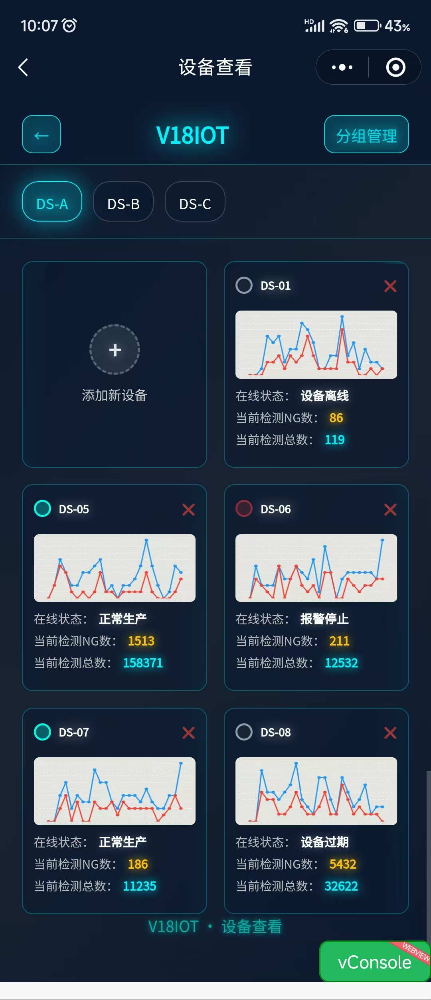 10:07 HD 6 43%
设备查看
← V18IOT 分组管理
DS-A DS-B DS-C
+
添加新设备
DS-01
在线状态： 设备离线
当前检测NG数： 86
当前检测总数： 119
DS-05
在线状态： 正常生产
当前检测NG数： 1513
当前检测总数： 158371
DS-06
在线状态： 报警停止
当前检测NG数： 211
当前检测总数： 12532
DS-07
在线状态： 正常生产
当前检测NG数： 186
当前检测总数： 11235
DS-08
在线状态： 设备过期
当前检测NG数： 5432
当前检测总数： 32622
V18IOT · 设备查看
WEBVIEW
vConsole